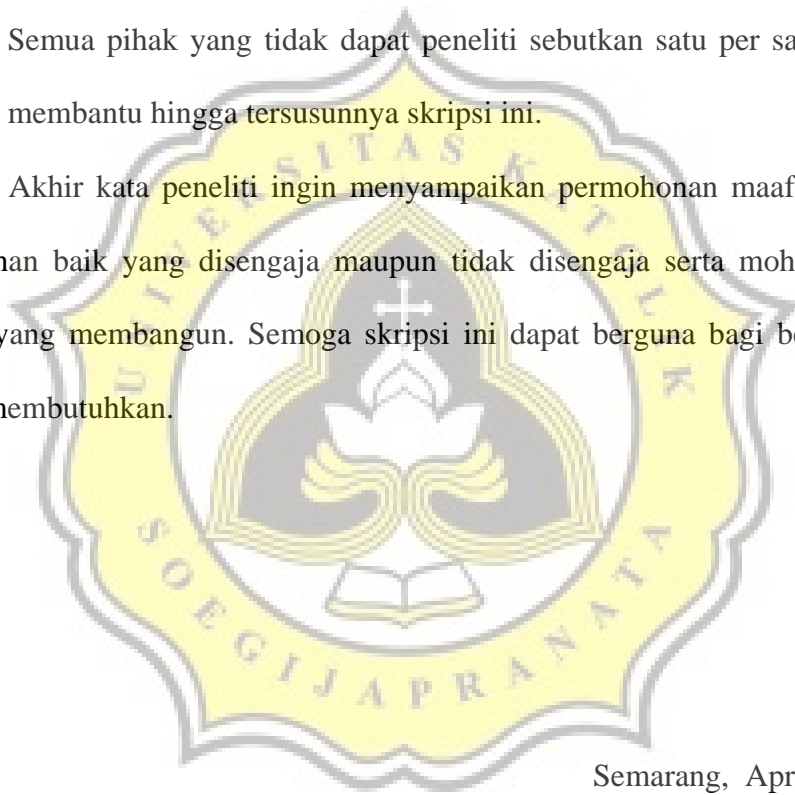 Semua pihak yang tidak dapat peneliti sebutkan satu per sa
membantu hingga tersusunnya skripsi ini.
Akhir kata peneliti ingin menyampaikan permohonan maaf
nan baik yang disengaja maupun tidak disengaja serta moh
yang membangun. Semoga skripsi ini dapat berguna bagi be
membutuhkan.
UNIVERSITAS KATOLIK
SOEGIJAPRANATA
Semarang, Apr